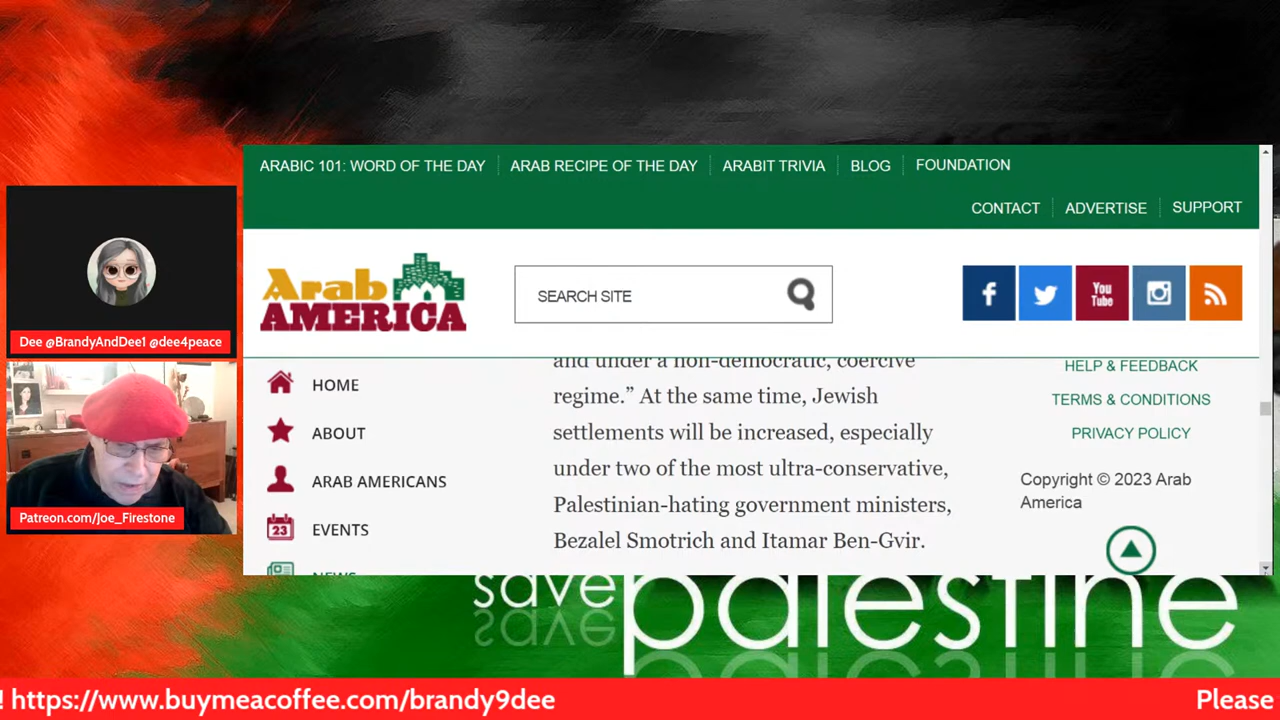 ARABIC 101: WORD OF THE DAY
ARAB RECIPE OF THE DAY
ARABIT TRIVIA
BLOG
FOUNDATION
CONTACT
ADVERTISE
SUPPORT
Arab
AMERICA
SEARCH SITE
You
Tube
Dee @BrandyAndDee1 @dee4peace
Patreon.com/Joe_Firestone
HOME
ABOUT
ARAB AMERICANS
23
EVENTS
NEWS
and under a non-democratic, coercive
regime.” At the same time, Jewish
settlements will be increased, especially
under two of the most ultra-conservative,
Palestinian-hating government ministers,
Bezalel Smotrich and Itamar Ben-Gvir.
HELP & FEEDBACK
TERMS & CONDITIONS
PRIVACY POLICY
Copyright © 2023 Arab
America
save palestine
! https://www.buymeacoffee.com/brandy9dee
Please